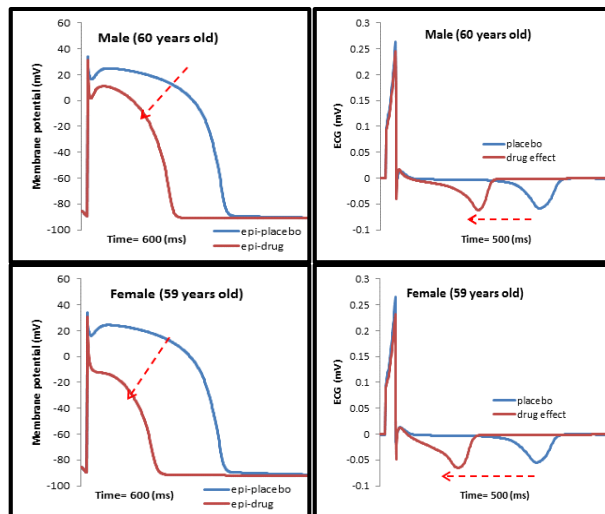 Male (60 years old)
Membrane potential (mV)
60
40
20
0
-20
-40
-60
-80
-100
epi-placebo
epi-drug
Time= 600 (ms)
Male (60 years old)
ECG (mV)
0.3
0.25
0.2
0.15
0.1
0.05
0
-0.05
-0.1
placebo
drug effect
Time= 500 (ms)
Female (59 years old)
Membrane potential (mV)
60
40
20
0
-20
-40
-60
-80
-100
Time= 600 (ms)
epi-placebo
epi-drug
Female (59 years old)
ECG (mV)
0.3
0.25
0.2
0.15
0.1
0.05
0
-0.05
-0.1
placebo
drug effect
Time= 500 (ms)